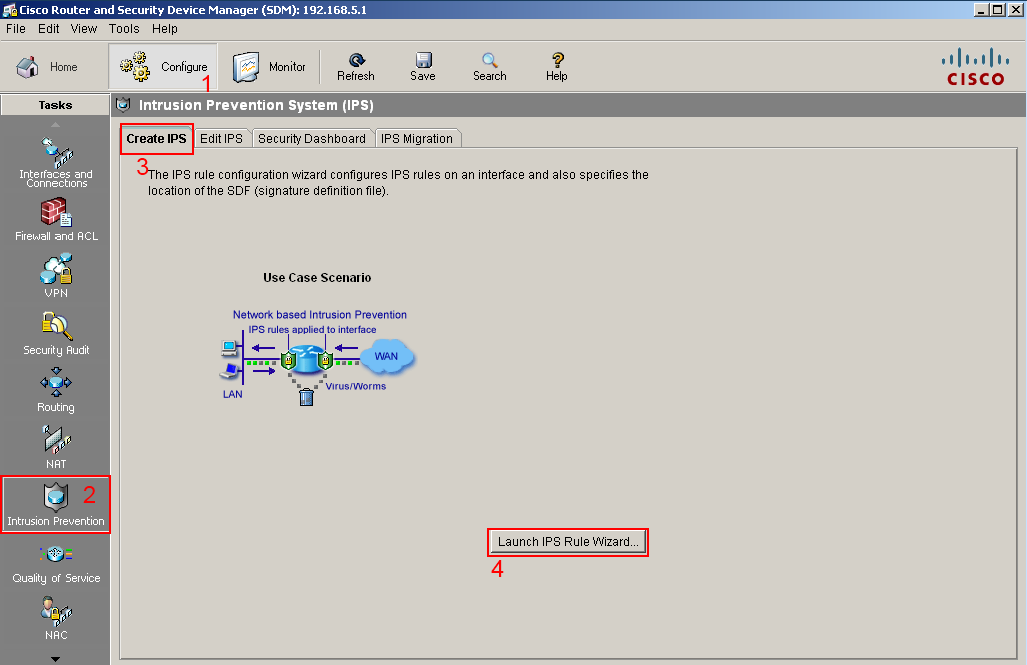 Cisco Router and Security Device Manager (SDM): 192.168.5.1
File Edit View Tools Help
Home
Configure
1
Monitor
Refresh
Save
Search
Help
CISCO
Tasks
Intrusion Prevention System (IPS)
Create IPS
Edit IPS
Security Dashboard
IPS Migration
3
The IPS rule configuration wizard configures IPS rules on an interface and also specifies the
location of the SDF (signature definition file).
Interfaces and
Connections
Firewall and ACL
VPN
Security Audit
Routing
NAT
2
Intrusion Prevention
Quality of Service
NAC
Use Case Scenario
Network based Intrusion Prevention
IPS rules applied to interface
WAN
Virus/Worms
LAN
Launch IPS Rule Wizard...
4